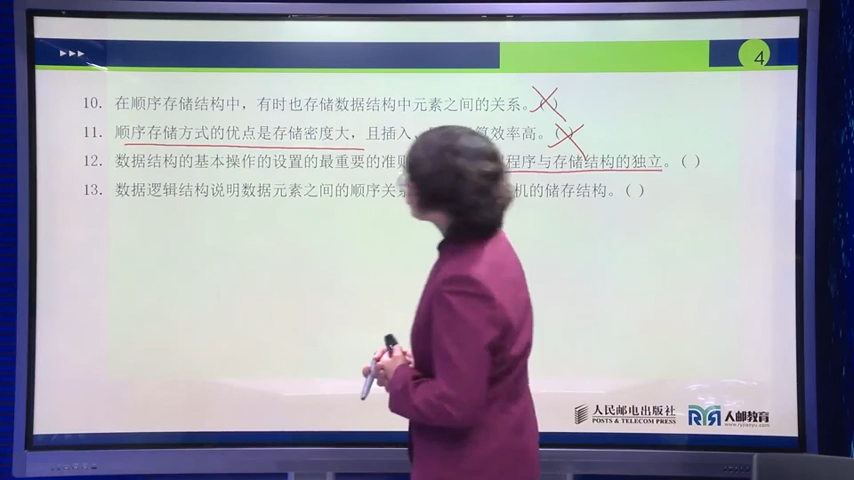 4
10. 在顺序存储结构中，有时也存储数据结构中元素之间的关系。( )
11. 顺序存储方式的优点是存储密度大，且插入、 算效率高。( )
12. 数据结构的基本操作的设置的最重要的准则 程序与存储结构的独立。( )
13. 数据逻辑结构说明数据元素之间的顺序关 机的储存结构。( )
人民邮电出版社
POSTS & TELECOM PRESS
人邮教育
www.ryjiaoyu.com